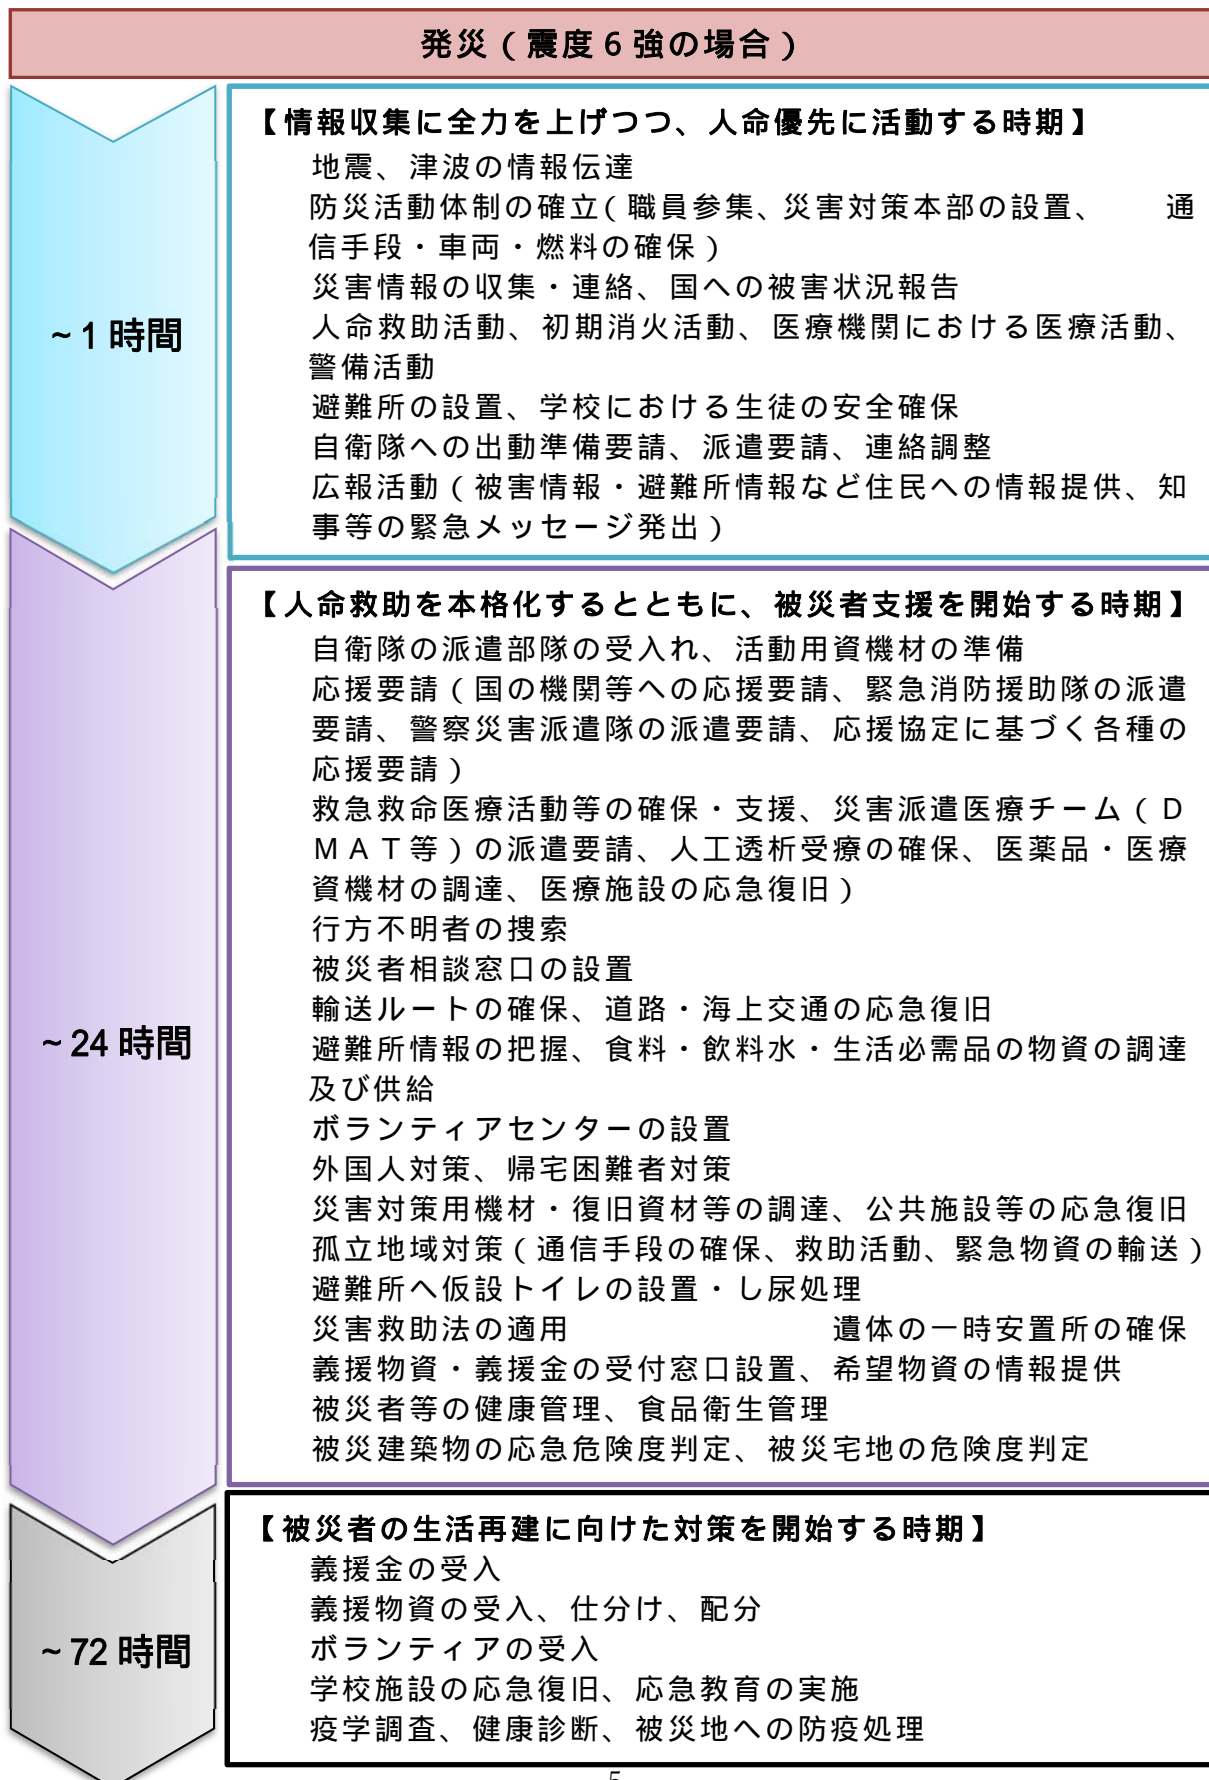 発災（震度６強の場合）
～1 時間
【情報収集に全力を上げつつ、人命優先に活動する時期】
地震、津波の情報伝達
防災活動体制の確立（職員参集、災害対策本部の設置、　　通
信手段・車両・燃料の確保）
災害情報の収集・連絡、国への被害状況報告
人命救助活動、初期消火活動、医療機関における医療活動、
警備活動
避難所の設置、学校における生徒の安全確保
自衛隊への出動準備要請、派遣要請、連絡調整
広報活動（被害情報・避難所情報など住民への情報提供、知
事等の緊急メッセージ発出）
～24 時間
【人命救助を本格化するとともに、被災者支援を開始する時期】
自衛隊の派遣部隊の受入れ、活動用資機材の準備
応援要請（国の機関等への応援要請、緊急消防援助隊の派遣
要請、警察災害派遣隊の派遣要請、応援協定に基づく各種の
応援要請）
救急救命医療活動等の確保・支援、災害派遣医療チーム（Ｄ
ＭＡＴ等）の派遣要請、人工透析受療の確保、医薬品・医療
資機材の調達、医療施設の応急復旧）
行方不明者の捜索
被災者相談窓口の設置
輸送ルートの確保、道路・海上交通の応急復旧
避難所情報の把握、食料・飲料水・生活必需品の物資の調達
及び供給
ボランティアセンターの設置
外国人対策、帰宅困難者対策
災害対策用機材・復旧資材等の調達、公共施設等の応急復旧
孤立地域対策（通信手段の確保、救助活動、緊急物資の輸送）
避難所へ仮設トイレの設置・し尿処理
災害救助法の適用　　　　　　　　遺体の一時安置所の確保
義援物資・義援金の受付窓口設置、希望物資の情報提供
被災者等の健康管理、食品衛生管理
被災建築物の応急危険度判定、被災宅地の危険度判定
～72 時間
【被災者の生活再建に向けた対策を開始する時期】
義援金の受入
義援物資の受入、仕分け、配分
ボランティアの受入
学校施設の応急復旧、応急教育の実施
疫学調査、健康診断、被災地への防疫処理